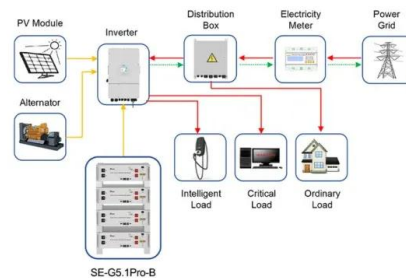 PV Module
Inverter
Distribution
Box
Electricity
Meter
Power
Grid
Alternator
Intelligent
Load
Critical
Load
Ordinary
Load
SE-G5.1Pro-B